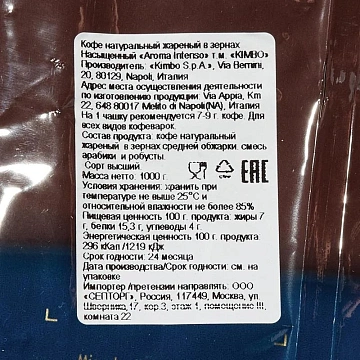 Кофе натуральный жареный в зернах
Насыщенный «Aroma Intenso» т.м. «KIMBO»
Производитель: «Kimbo S.p.A.», Via Bernini,
20, 80129, Napoli, Италия
Адрес места осуществления деятельности
по изготовлению продукции: Via Appia, Km
22, 648 80017 Melito di Napoli(NA), Италия
На 1 чашку рекомендуется 7-9 г. кофе. Для
всех видов кофеварок.
Состав продукта: кофе натуральный
жареный в зернах средней обжарки, смесь
арабики и робусты.
Сорт высший
Масса нетто: 1000 г.
EAC
Условия хранения: хранить при
температуре не выше 25°C и
относительной влажности не более 85%
Пищевая ценность 100 г. продукта: жиры 7
г, белки 15,3 г, углеводы 4 г.
Энергетическая ценность 100 г. продукта:
296 кКал /1219 кДж
Срок годности: 24 месяца
Дата производства/Срок годности: см. на
упаковке
Импортер /претензии направлять: ООО
«СЕПТОРГ», Россия, 117449, Москва, ул.
Шверника,17, кор.3, этаж 1, помещение III,
комната 22